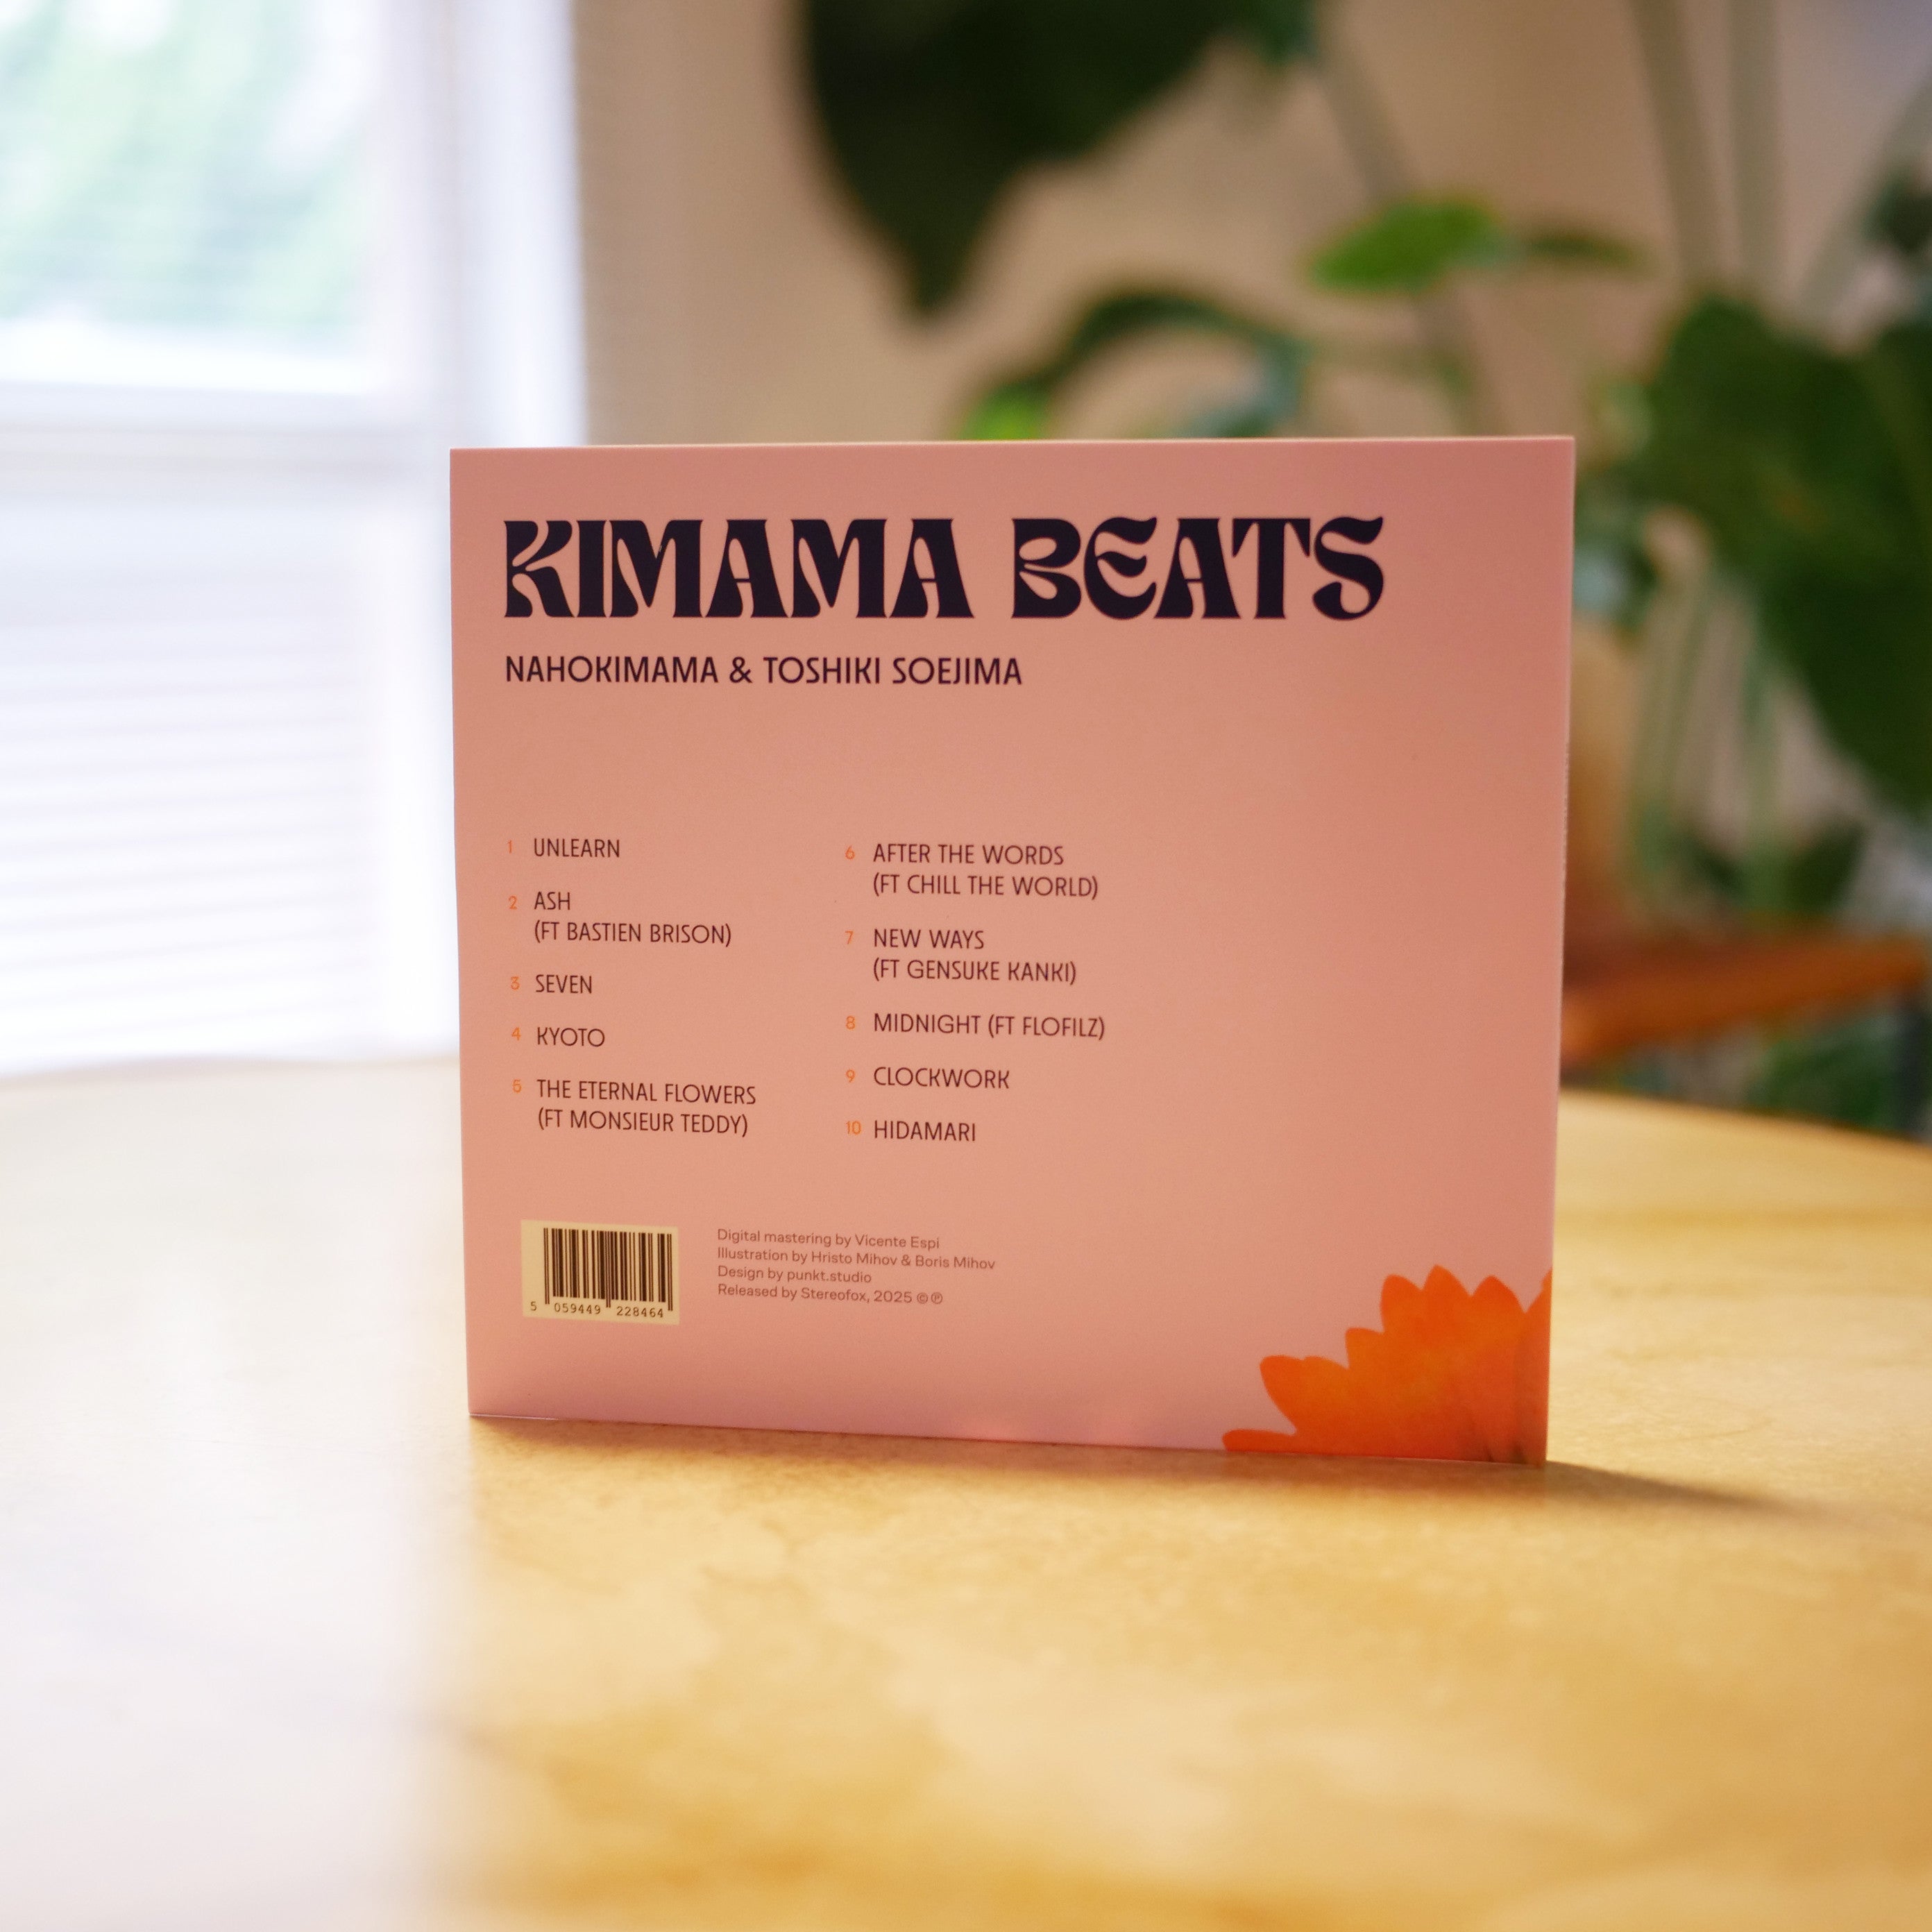 KIMAMA BEATS
NAHOKIMAMA & TOSHIKI SOEJIMA
1 UNLEARN
2 ASH
(FT BASTIEN BRISON)
3 SEVEN
4 KYOTO
5 THE ETERNAL FLOWERS
(FT MONSIEUR TEDDY)
6 AFTER THE WORDS
(FT CHILL THE WORLD)
7 NEW WAYS
(FT GENSUKE KANKI)
8 MIDNIGHT (FT FLOFILZ)
9 CLOCKWORK
10 HIDAMARI
5 059449 228464
Digital mastering by Vicente Espi
Illustration by Hristo Mihov & Boris Mihov
Design by punkt.studio
Released by Stereofox, 2025 ©℗